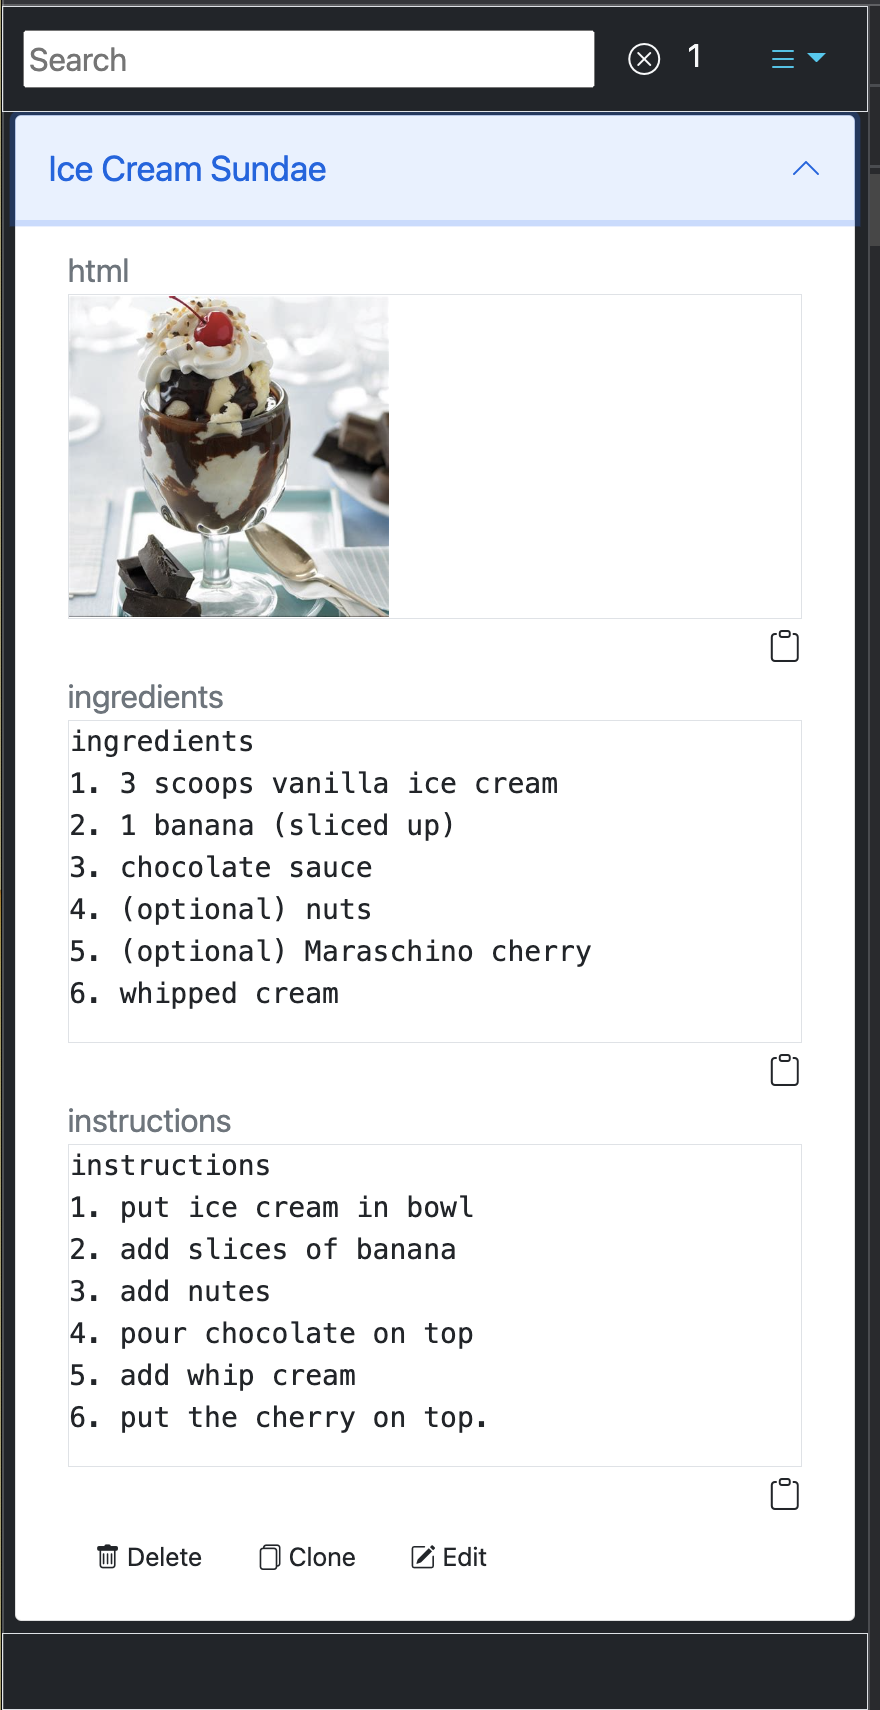 Search
1
Ice Cream Sundae
html
ingredients
ingredients
1. 3 scoops vanilla ice cream
2. 1 banana (sliced up)
3. chocolate sauce
4. (optional) nuts
5. (optional) Maraschino cherry
6. whipped cream
instructions
instructions
1. put ice cream in bowl
2. add slices of banana
3. add nutes
4. pour chocolate on top
5. add whip cream
6. put the cherry on top.
Delete Clone Edit